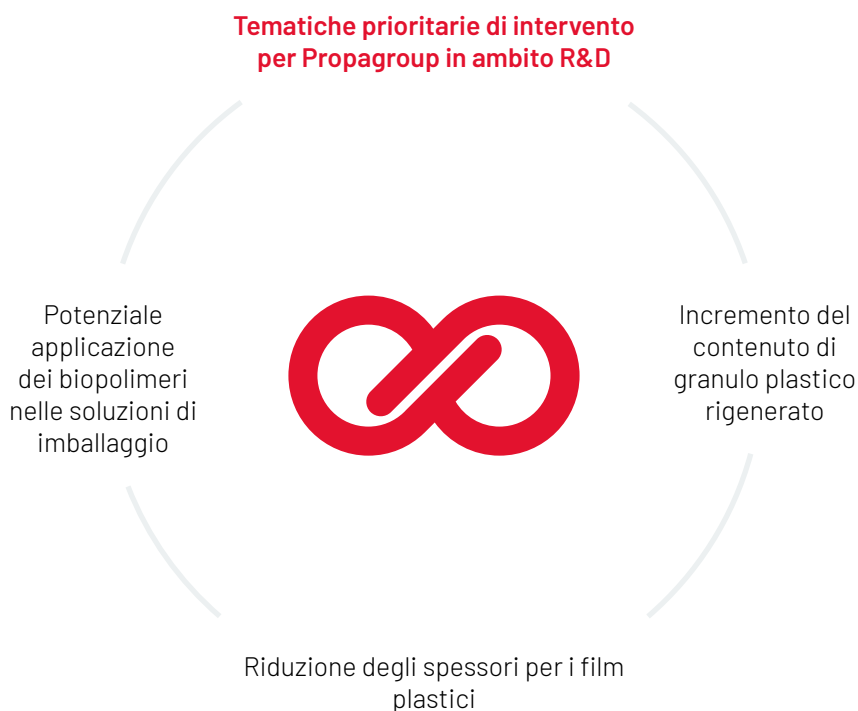 Tematiche prioritarie di intervento
per Propagroup in ambito R&D
Potenziale
applicazione
dei biopolimeri
nelle soluzioni di
imballaggio
Incremento del
contenuto di
granulo plastico
rigenerato
Riduzione degli spessori per i film
plastici